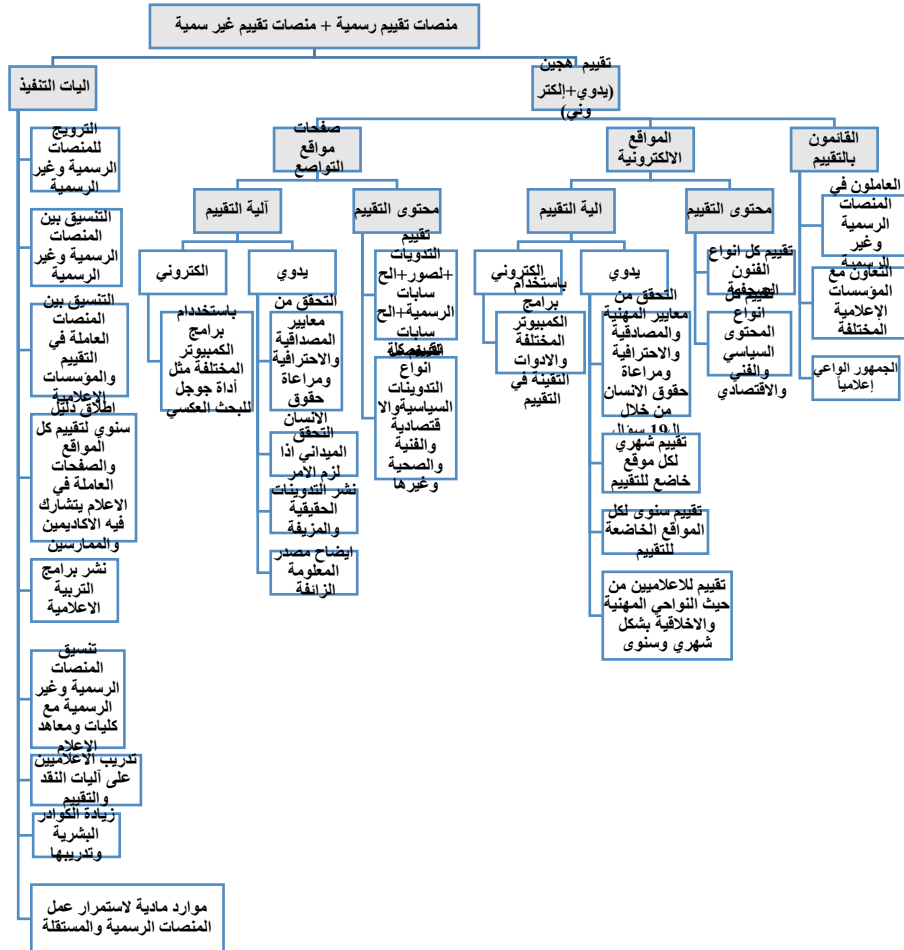 منصات تقييم رسمية + منصات تقييم غير سمية
تقييم هجين
(يدوي+إلكتر
وني)
اليات التنفيذ
القائمون
بالتقييم
العاملون في
المنصات
الرسمية
وغير
الرسمية
التعاون مع
المؤسسات
الإعلامية
المختلفة
الجمهور الواعي
إعلامياً
المواقع
الالكترونية
محتوى التقييم
تقييم كل انواع
الفنون
الصحفية
تقييم كل
انواع
المحتوى
السياسي
والفني
والاقتصادي
الية التقييم
يدوي
التحقق من
معايير المهنية
والمصادقية
والاحترافية
ومراعاة
حقوق الانسان
من خلال
ال19 سؤال
تقييم شهري
لكل موقع
خاضع للتقييم
تقييم سنوى لكل
المواقع الخاضعة
للتقييم
تقييم للاعلاميين من
حيث النواحي المهنية
والاخلاقية بشكل
شهري وسنوى
الكتروني
باستخدام
برامج
الكمبيوتر
المختلفة
والادوات
التقينة في
التقييم
صفحات
مواقع
التواصع
محتوى التقييم
تقييم
التدوينات
+لصور+الح
سابات
الرسمية+الح
سابات
تقييم كل
انواع
التدوينات
السياسيةوالا
قتصادية
والفنية
والصحية
وغيرها
آلية التقييم
يدوي
التحقق من
معايير
المصداقية
والاحترافية
ومراعاة
حقوق
الانسان
التحقق
الميداني اذا
لزم الامر
نشر التدوينات
الحقيقية
والمزيفة
ايضاح مصدر
المعلومة
الزائفة
الكتروني
باستخددام
برامج
الكمبيوتر
المختلفة مثل
أداة جوجل
للبحث العكسي
الترويج
للمنصات
الرسمية وغير
الرسمية
التنسيق بين
المنصات
الرسمية وغير
الرسمية
التنسيق بين
المنصات
العاملة في
التقييم
والمؤسسات
الاعلامية
اطلاق دليل
سنوي لتقييم كل
المواقع
والصفحات
العاملة في
الاعلام يتشارك
فيه الاكاديمين
والممارسين
نشر برامج
التربية
الاعلامية
تنسيق
المنصات
الرسمية وغير
الرسمية مع
كليات ومعاهد
الاعلام
تدريب الاعلاميين
على آليات النقد
والتقييم
زيادة الكوادر
البشرية
وتدريبها
موارد مادية لاستمرار عمل
المنصات الرسمية والمستقلة